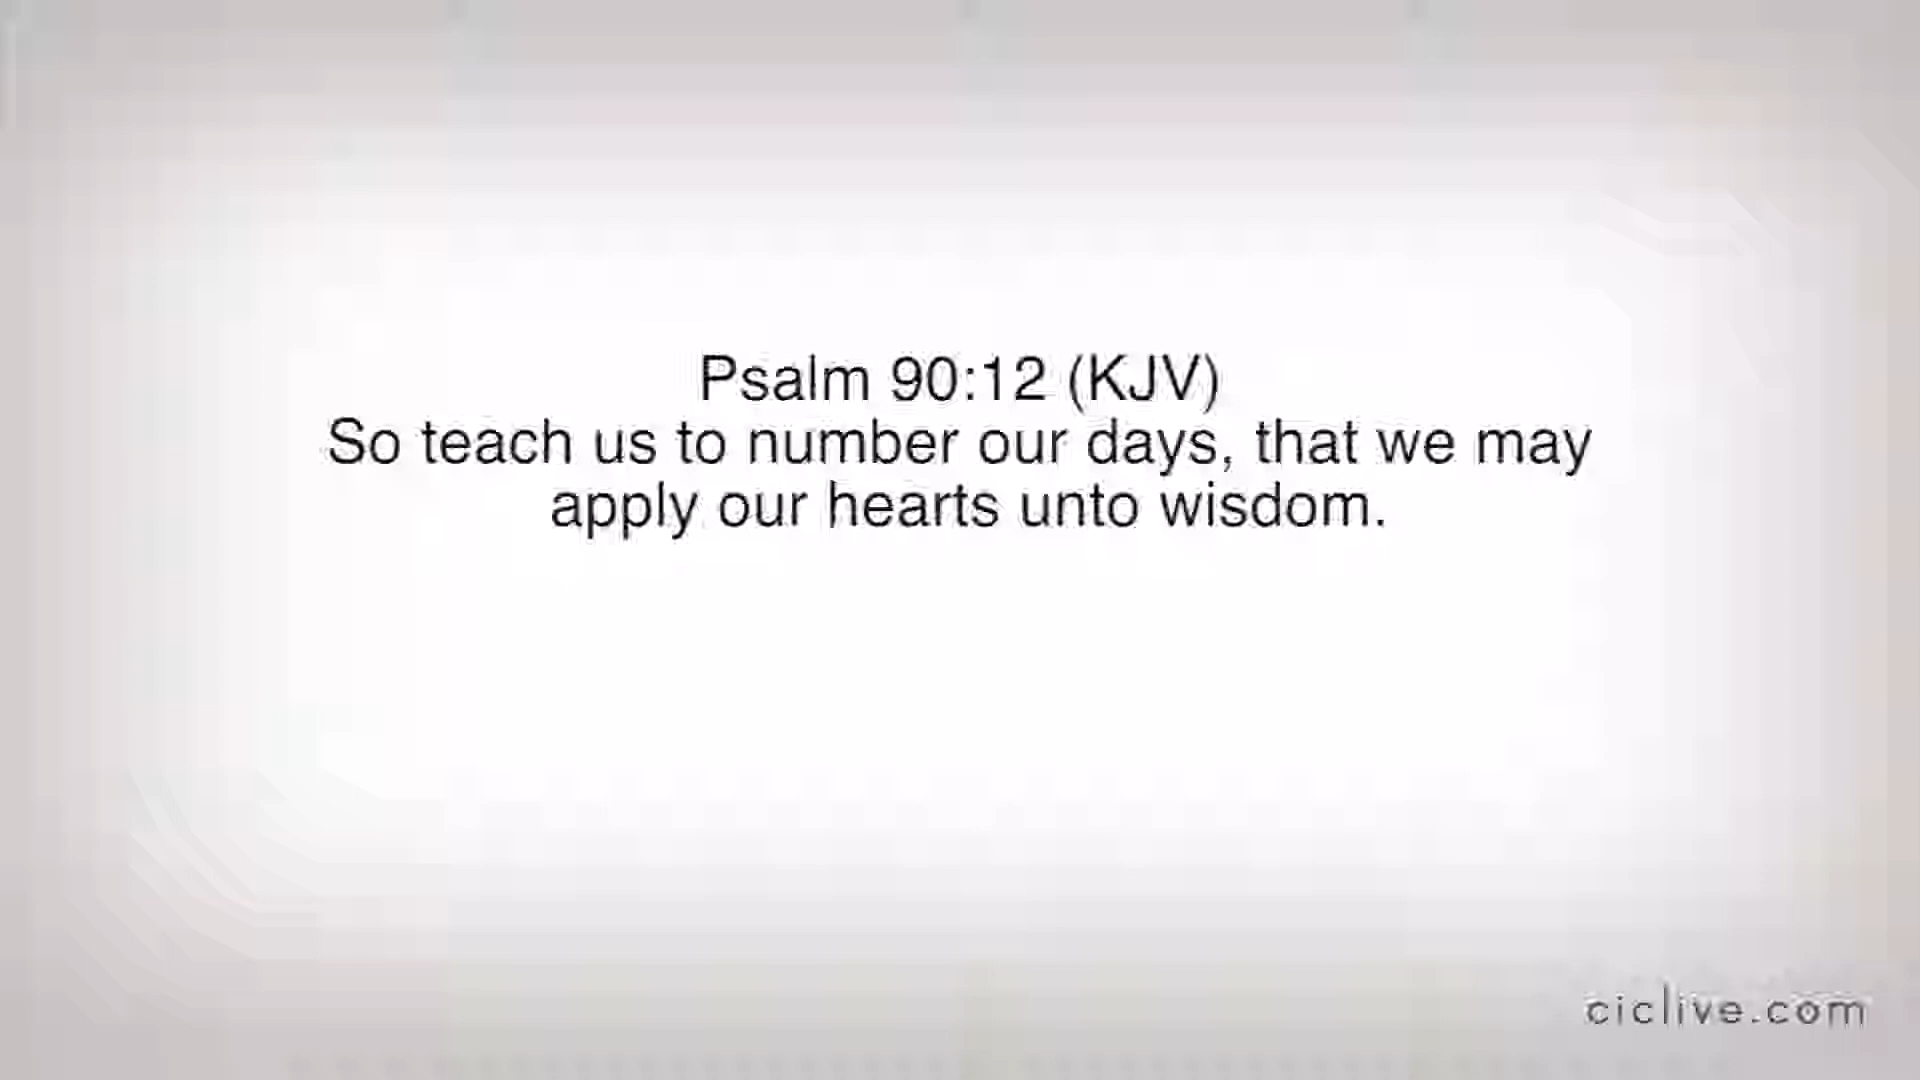 Psalm 90:12 (KJV)
So teach us to number our days, that we may
apply our hearts unto wisdom.
ciclive.com